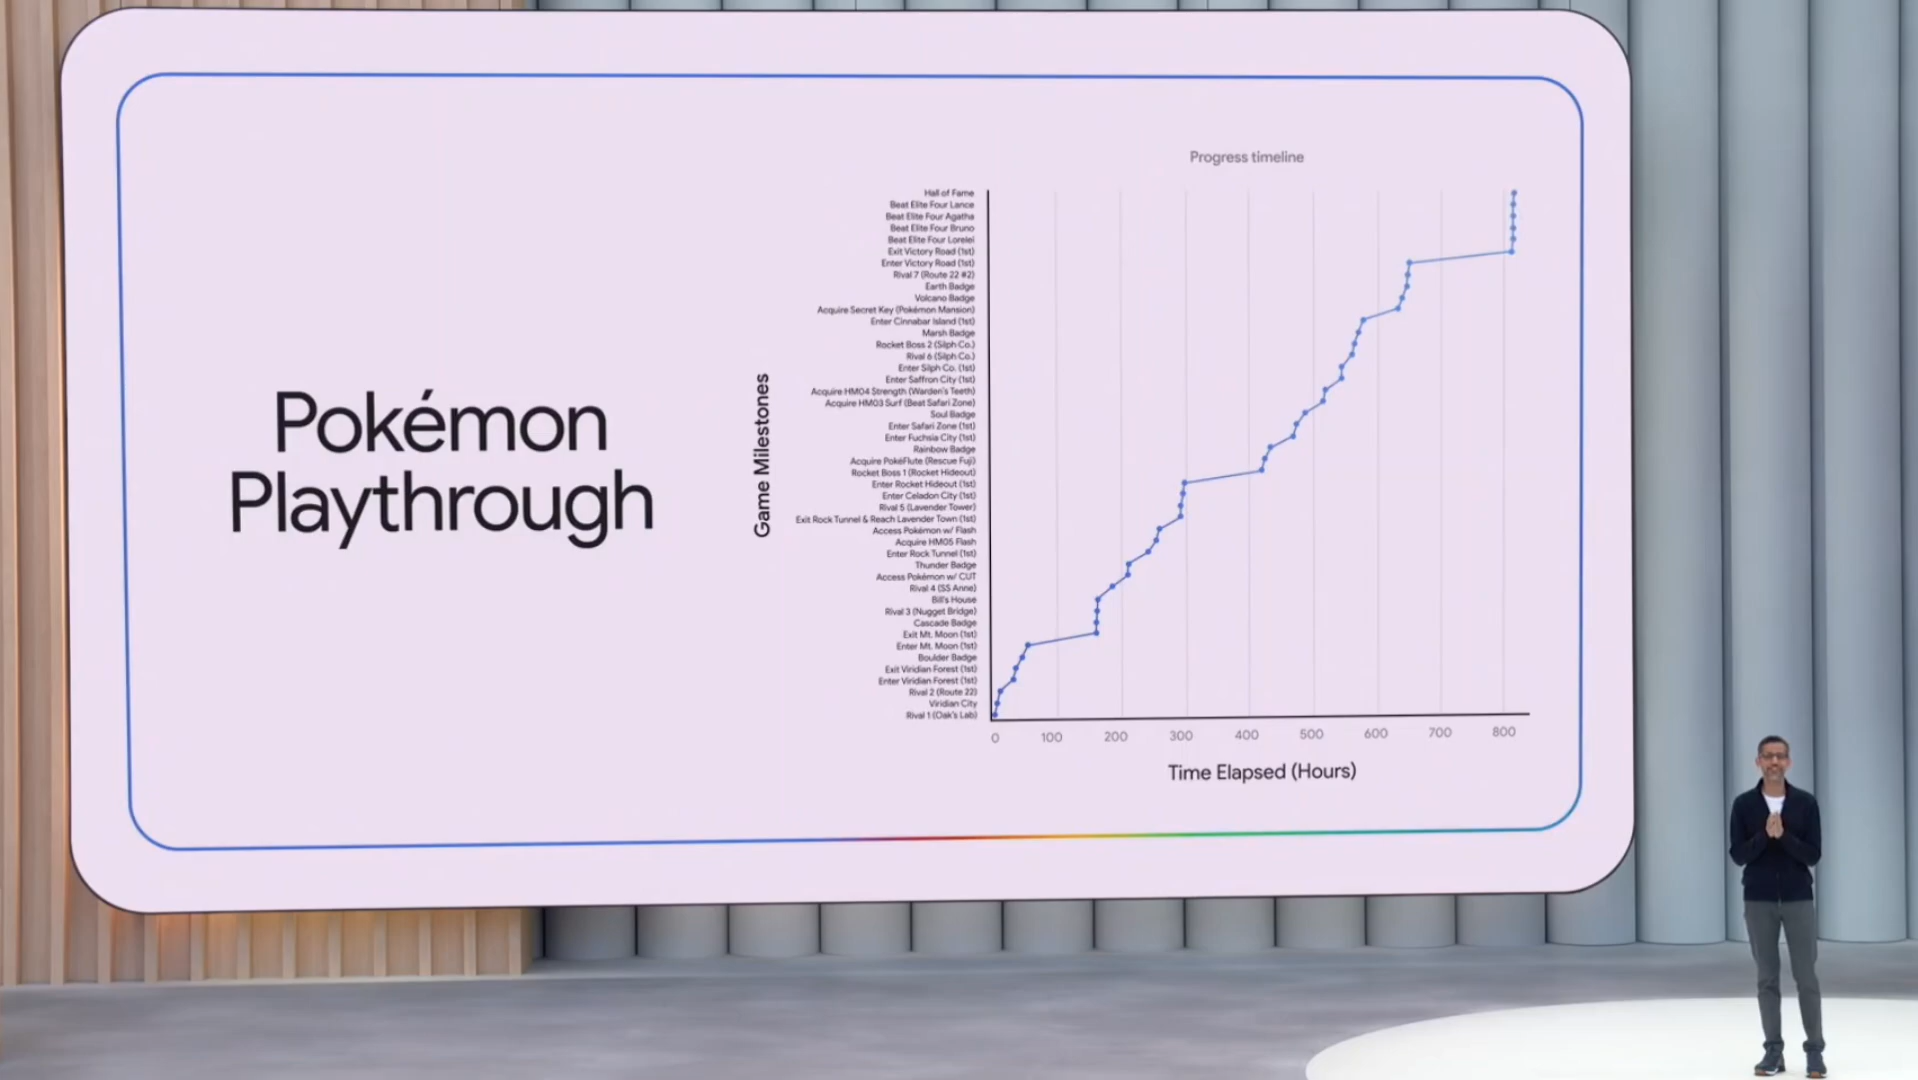 Pokémon
Playthrough
Progress timeline
Game Milestones
Hall of Fame
Beat Elite Four Lance
Beat Elite Four Agatha
Beat Elite Four Bruno
Beat Elite Four Lorelei
Exit Victory Road (1st)
Enter Victory Road (1st)
Rival 7 (Route 22 #2)
Earth Badge
Volcano Badge
Acquire Secret Key (Pokémon Mansion)
Enter Cinnabar Island (1st)
Marsh Badge
Rocket Boss 2 (Silph Co.)
Rival 6 (Silph Co.)
Enter Silph Co. (1st)
Enter Saffron City (1st)
Acquire HM04 Strength (Warden's Teeth)
Acquire HM03 Surf (Beat Safari Zone)
Soul Badge
Enter Safari Zone (1st)
Enter Fuchsia City (1st)
Rainbow Badge
Acquire PokéFlute (Rescue Fuji)
Rocket Boss 1 (Rocket Hideout)
Enter Rocket Hideout (1st)
Enter Celadon City (1st)
Rival 5 (Lavender Tower)
Exit Rock Tunnel & Reach Lavender Town (1st)
Access Pokémon w/ Flash
Acquire HM05 Flash
Enter Rock Tunnel (1st)
Thunder Badge
Access Pokémon w/ CUT
Rival 4 (SS Anne)
Bill's House
Rival 3 (Nugget Bridge)
Cascade Badge
Exit Mt. Moon (1st)
Enter Mt. Moon (1st)
Boulder Badge
Exit Viridian Forest (1st)
Enter Viridian Forest (1st)
Rival 2 (Route 22)
Viridian City
Rival 1 (Oak's Lab)
0 100 200 300 400 500 600 700 800
Time Elapsed (Hours)